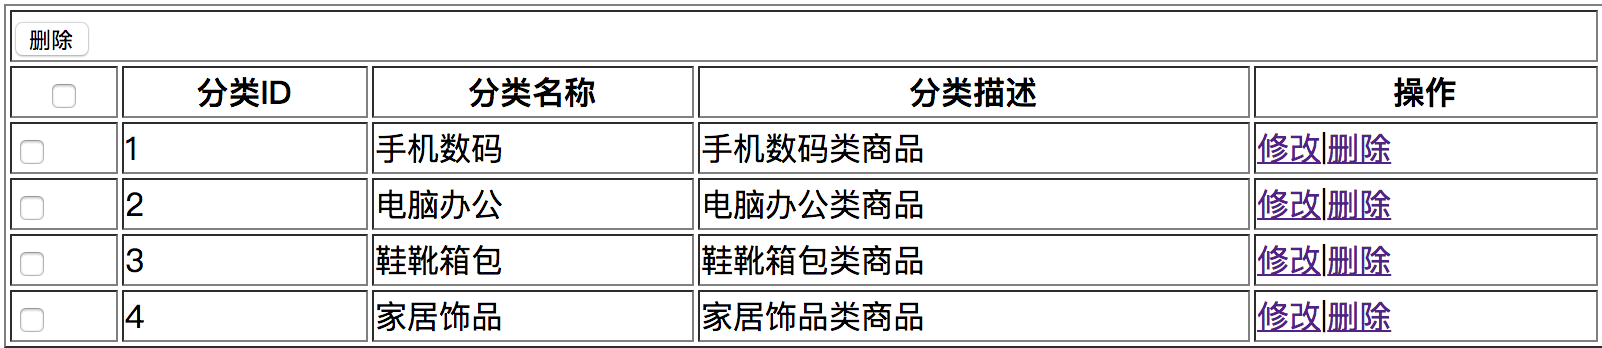 删除
分类ID 分类名称 分类描述 操作
1 手机数码 手机数码类商品 修改|删除
2 电脑办公 电脑办公类商品 修改|删除
3 鞋靴箱包 鞋靴箱包类商品 修改|删除
4 家居饰品 家居饰品类商品 修改|删除